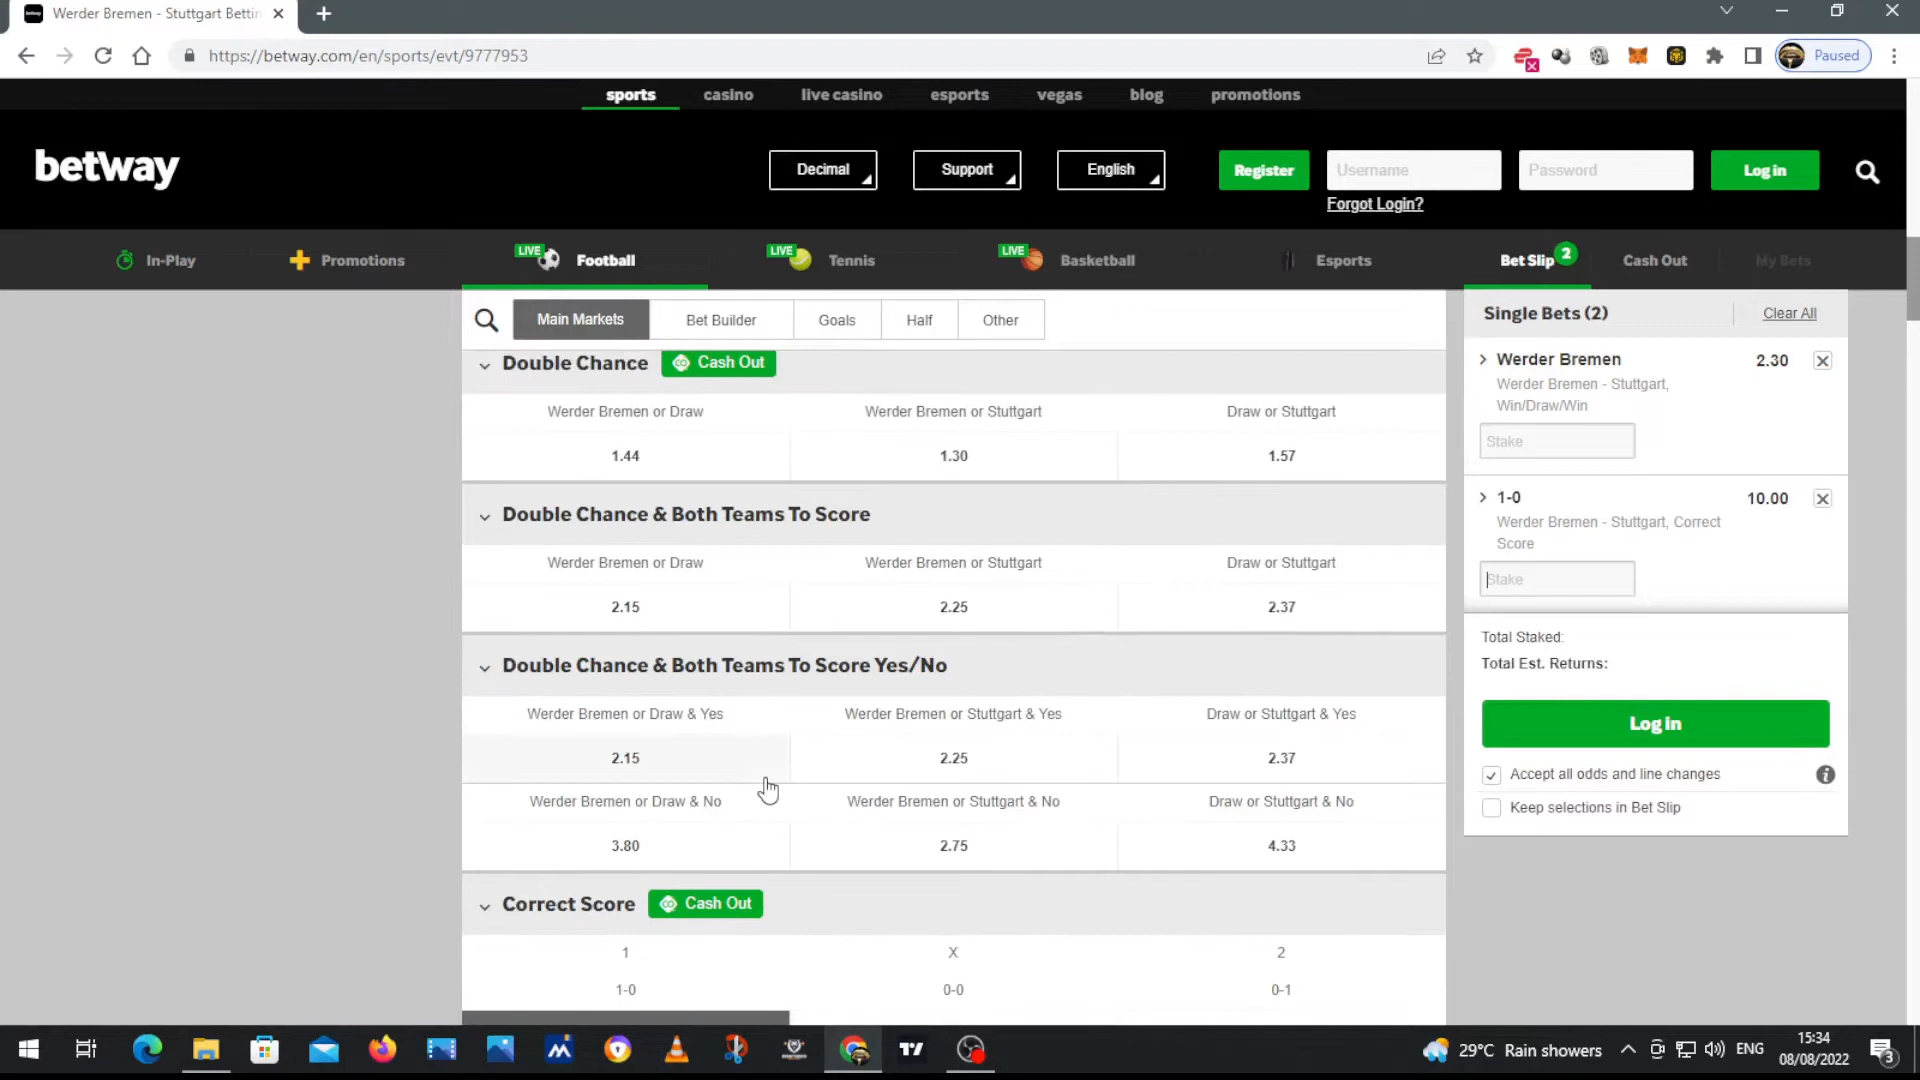 Werder Bremen - Stuttgart Bettin
https://betway.com/en/sports/evt/9777953
Paused
sports casino live casino esports vegas blog promotions
betway
Decimal Support English Register Username Password Log in
Forgot Login?
In-Play Promotions LIVE Football LIVE Tennis LIVE Basketball Esports Bet Slip 2 Cash Out My Bets
Main Markets Bet Builder Goals Half Other
Double Chance Cash Out
Werder Bremen or Draw Werder Bremen or Stuttgart Draw or Stuttgart
1.44 1.30 1.57
Double Chance & Both Teams To Score
Werder Bremen or Draw Werder Bremen or Stuttgart Draw or Stuttgart
2.15 2.25 2.37
Double Chance & Both Teams To Score Yes/No
Werder Bremen or Draw & Yes Werder Bremen or Stuttgart & Yes Draw or Stuttgart & Yes
2.15 2.25 2.37
Werder Bremen or Draw & No Werder Bremen or Stuttgart & No Draw or Stuttgart & No
3.80 2.75 4.33
Correct Score Cash Out
1 X 2
1-0 0-0 0-1
Single Bets (2) Clear All
Werder Bremen 2.30
Werder Bremen - Stuttgart,
Win/Draw/Win
Stake
1-0 10.00
Werder Bremen - Stuttgart, Correct
Score
Stake
Total Staked:
Total Est. Returns:
Log in
Accept all odds and line changes
Keep selections in Bet Slip
29°C Rain showers ENG 15:34
08/08/2022 3